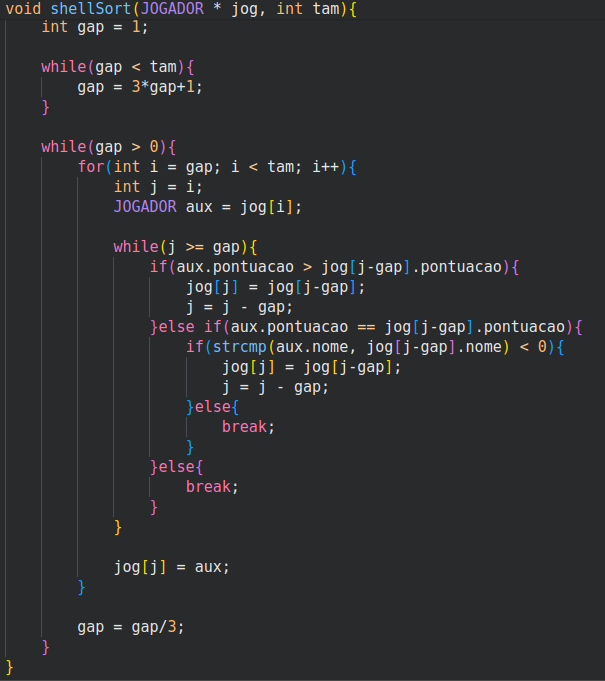 void shellSort(JOGADOR * jog, int tam){
    int gap = 1;

    while(gap < tam){
        gap = 3*gap+1;
    }

    while(gap > 0){
        for(int i = gap; i < tam; i++){
            int j = i;
            JOGADOR aux = jog[i];

            while(j >= gap){
                if(aux.pontuacao > jog[j-gap].pontuacao){
                    jog[j] = jog[j-gap];
                    j = j - gap;
                }else if(aux.pontuacao == jog[j-gap].pontuacao){
                    if(strcmp(aux.nome, jog[j-gap].nome) < 0){
                        jog[j] = jog[j-gap];
                        j = j - gap;
                    }else{
                        break;
                    }
                }else{
                    break;
                }
            }

            jog[j] = aux;
        }

        gap = gap/3;
    }
}